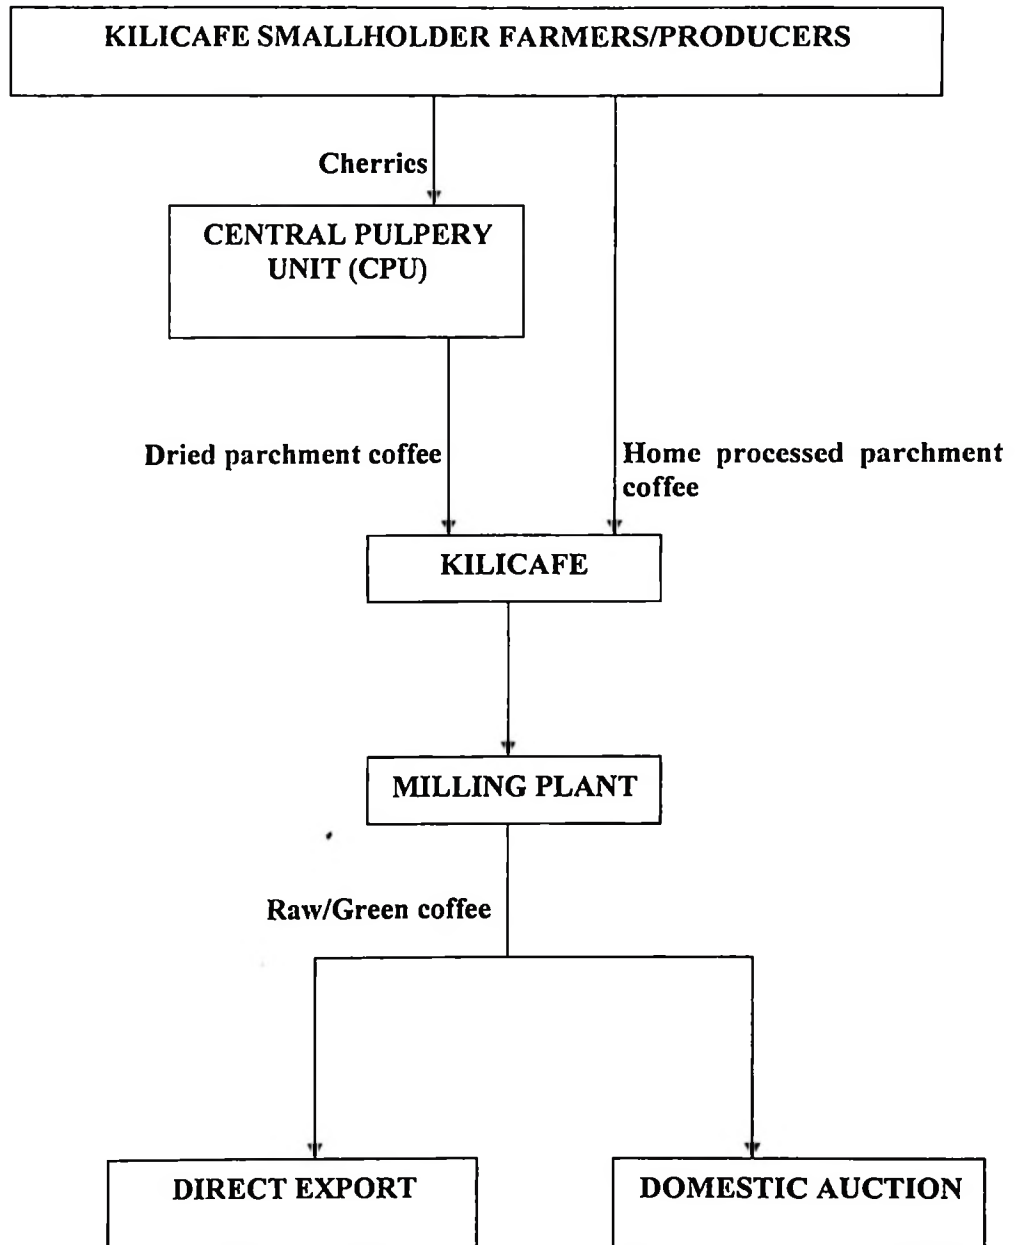 KILICAFE SMALLHOLDER FARMERS/PRODUCERS
Cherrics
CENTRAL PULPERY
UNIT (CPU)
Dried parchment coffee
Home processed parchment
coffee
KILICAFE
MILLING PLANT
Raw/Green coffee
DIRECT EXPORT
DOMESTIC AUCTION